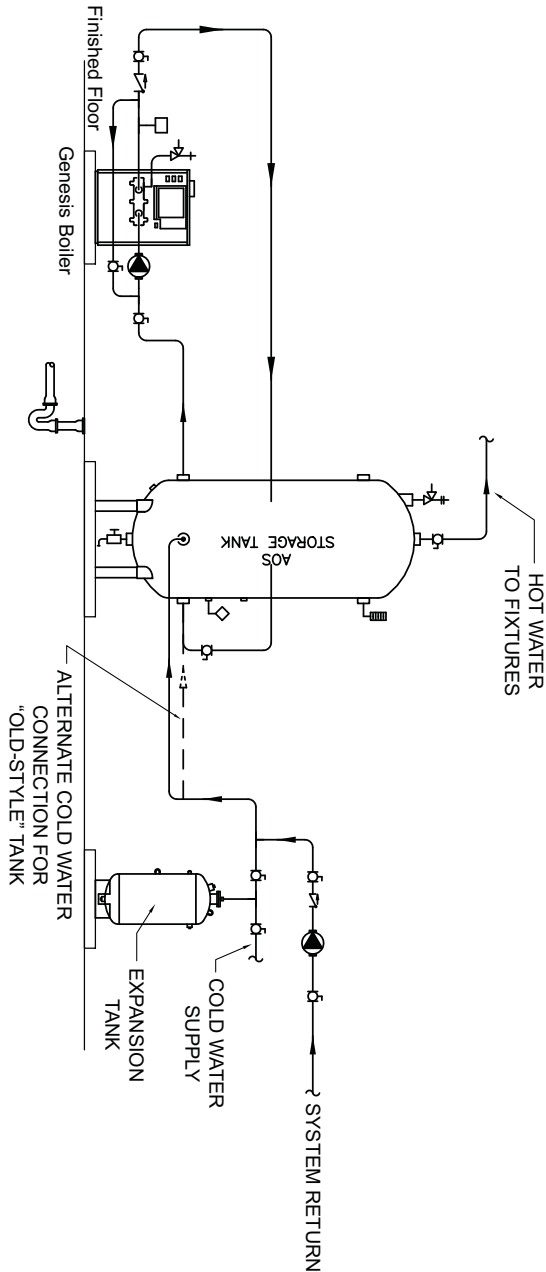 HOT WATER
TO FIXTURES
AOS
STORAGE TANK
Genesis Boiler
Finished Floor
ALTERNATE COLD WATER
CONNECTION FOR
“OLD-STYLE” TANK
EXPANSION
TANK
COLD WATER
SUPPLY
SYSTEM RETURN